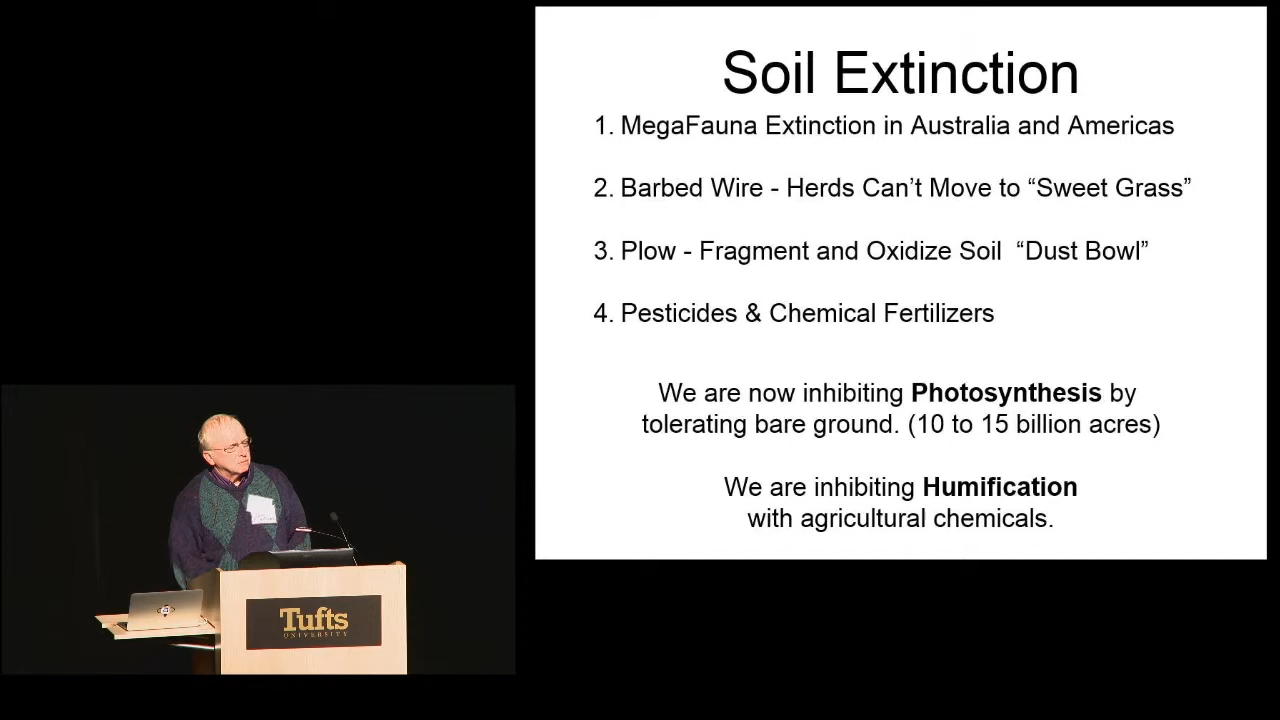 Soil Extinction
1. MegaFauna Extinction in Australia and Americas
2. Barbed Wire - Herds Can’t Move to “Sweet Grass”
3. Plow - Fragment and Oxidize Soil “Dust Bowl”
4. Pesticides & Chemical Fertilizers
We are now inhibiting Photosynthesis by
tolerating bare ground. (10 to 15 billion acres)
We are inhibiting Humification
with agricultural chemicals.
Tufts
UNIVERSITY